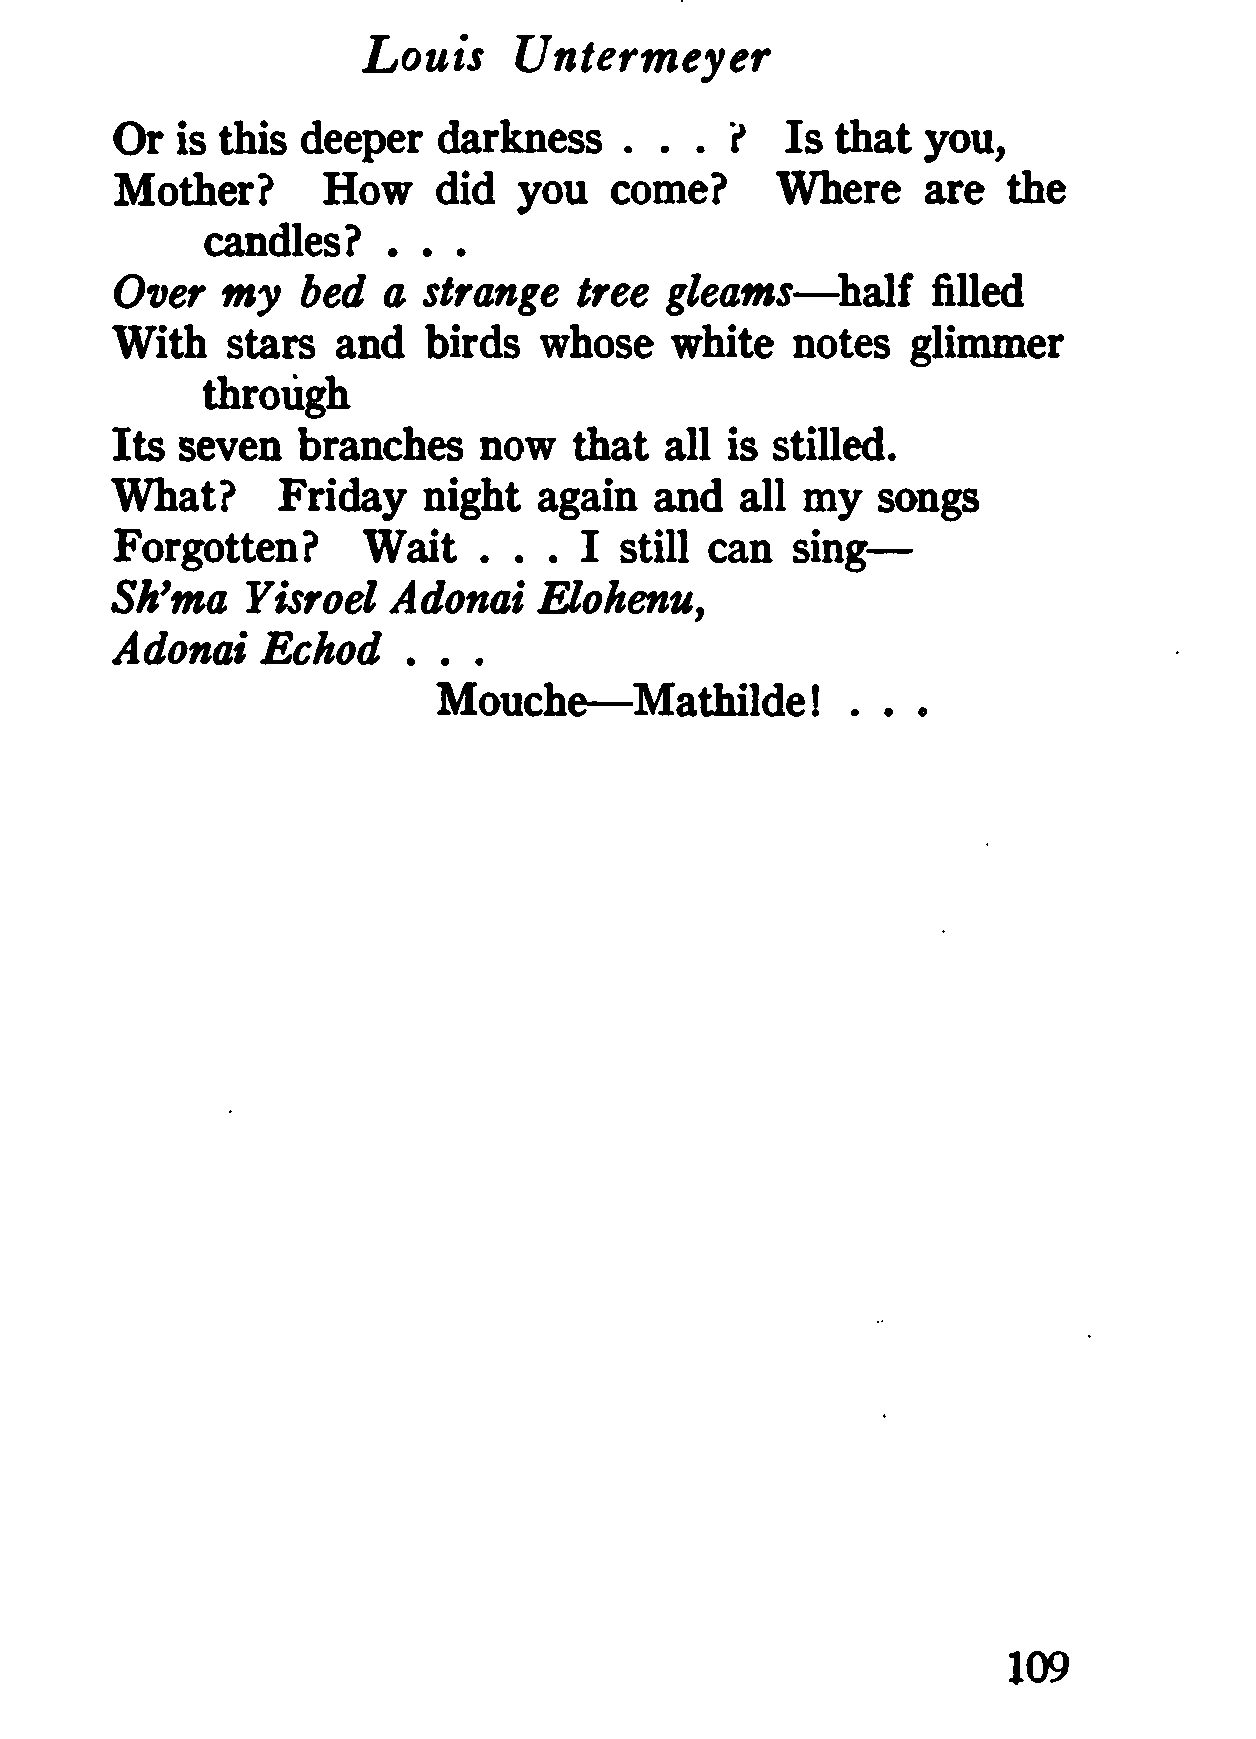 Louis Untermeyer
Or is this deeper darkness . . . ? Is that you,
Mother? How did you come? Where are the
candles? . . .
Over my bed a strange tree gleams—half filled
With stars and birds whose white notes glimmer
through
Its seven branches now that all is stilled.
What? Friday night again and all my songs
Forgotten? Wait . . . I still can sing—
Sh'ma Yisroel Adonai Elohenu,
Adonai Echod . . .
Mouche—Mathilde! . . .
109